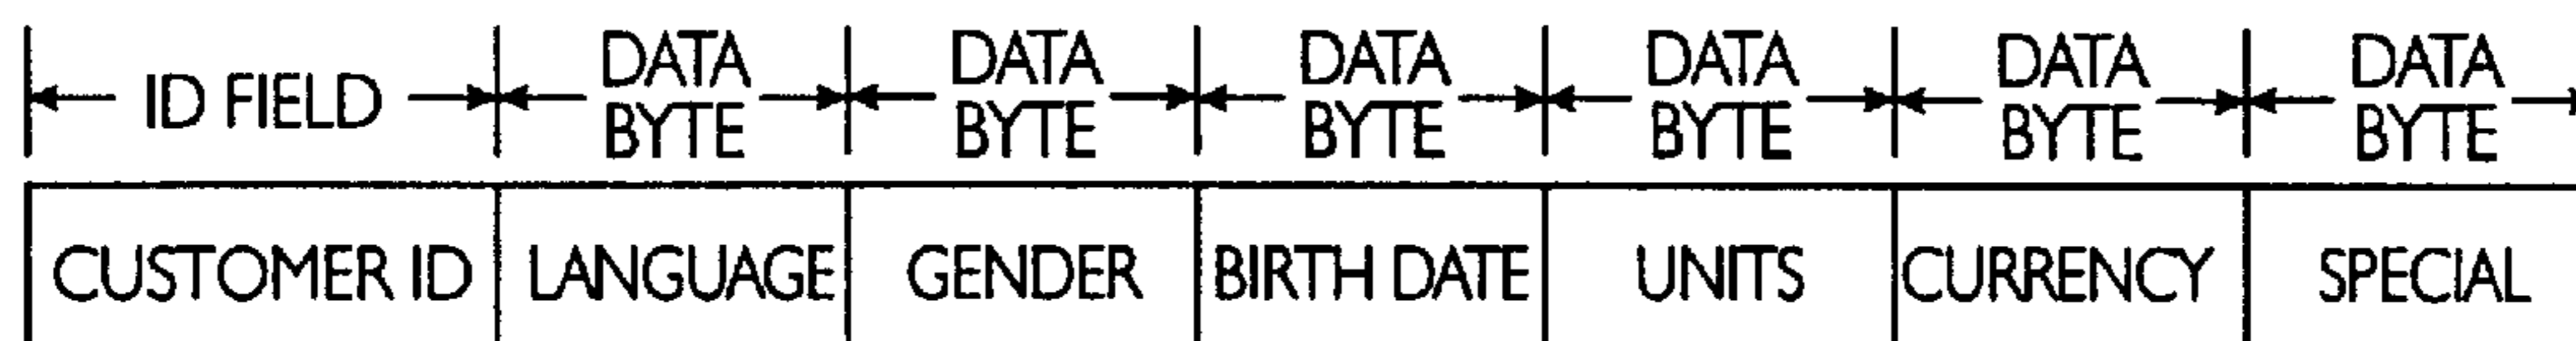 ID FIELD DATA BYTE DATA BYTE DATA BYTE DATA BYTE DATA BYTE DATA BYTE
CUSTOMER ID LANGUAGE GENDER BIRTH DATE UNITS CURRENCY SPECIAL